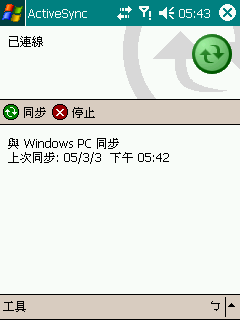 ActiveSync 05:43
已連線
同步 停止
與 Windows PC 同步
上次同步: 05/3/3 下午 05:42
工具 ㄅ